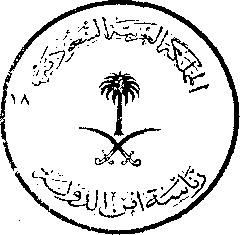 المملكة العربية السعودية
١٨
رئاسة أمن الدولة